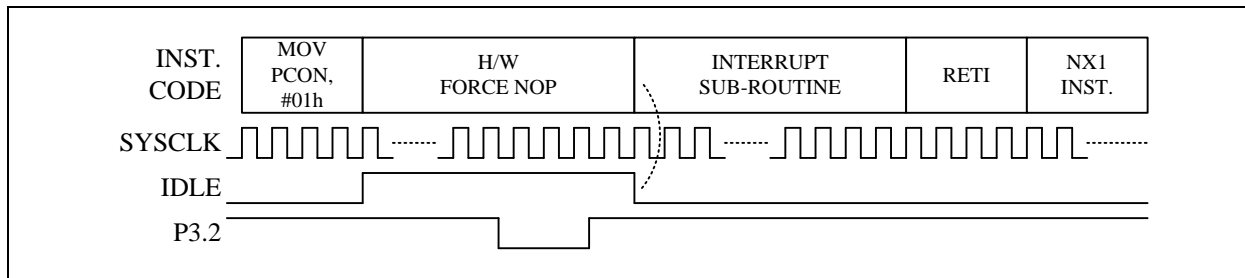 INST.
CODE
MOV
PCON,
#01h
H/W
FORCE NOP
INTERRUPT
SUB-ROUTINE
RETI
NX1
INST.
SYSCLK
IDLE
P3.2